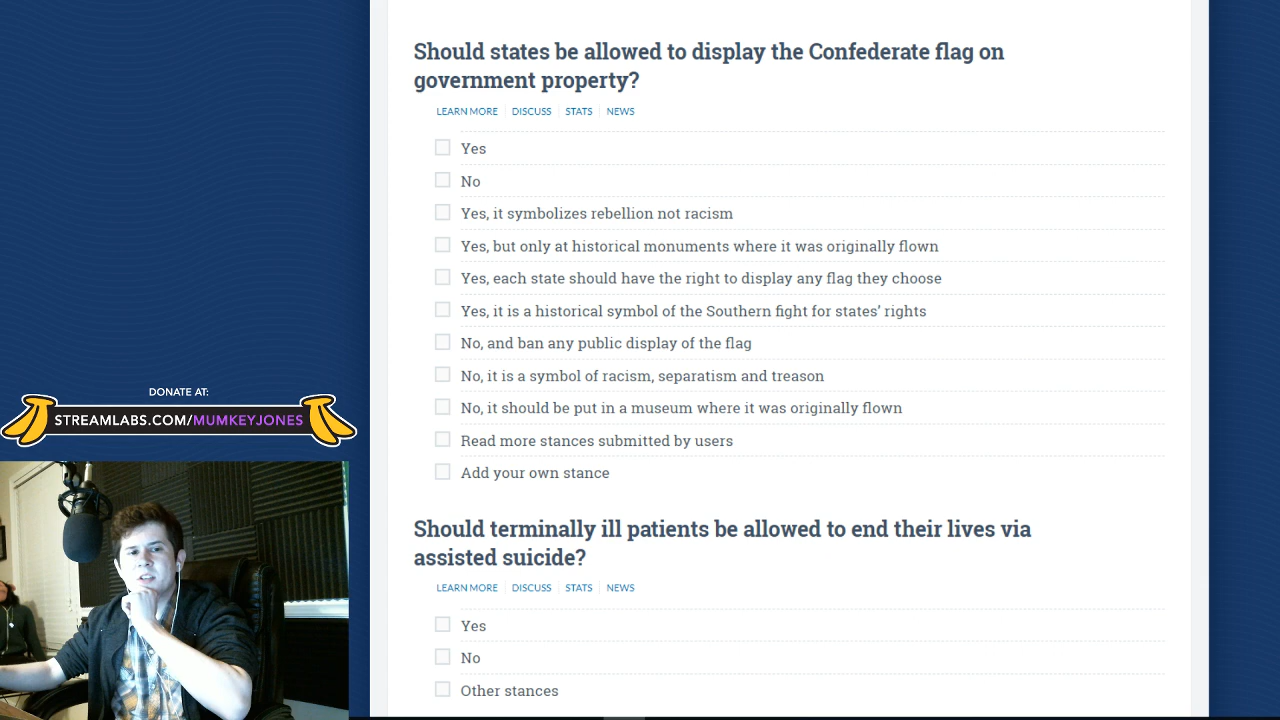 Should states be allowed to display the Confederate flag on
government property?
LEARN MORE DISCUSS STATS NEWS
Yes
No
Yes, it symbolizes rebellion not racism
Yes, but only at historical monuments where it was originally flown
Yes, each state should have the right to display any flag they choose
Yes, it is a historical symbol of the Southern fight for states' rights
No, and ban any public display of the flag
No, it is a symbol of racism, separatism and treason
No, it should be put in a museum where it was originally flown
Read more stances submitted by users
Add your own stance
Should terminally ill patients be allowed to end their lives via
assisted suicide?
LEARN MORE DISCUSS STATS NEWS
Yes
No
Other stances
DONATE AT:
STREAMLABS.COM/MUMKEYJONES